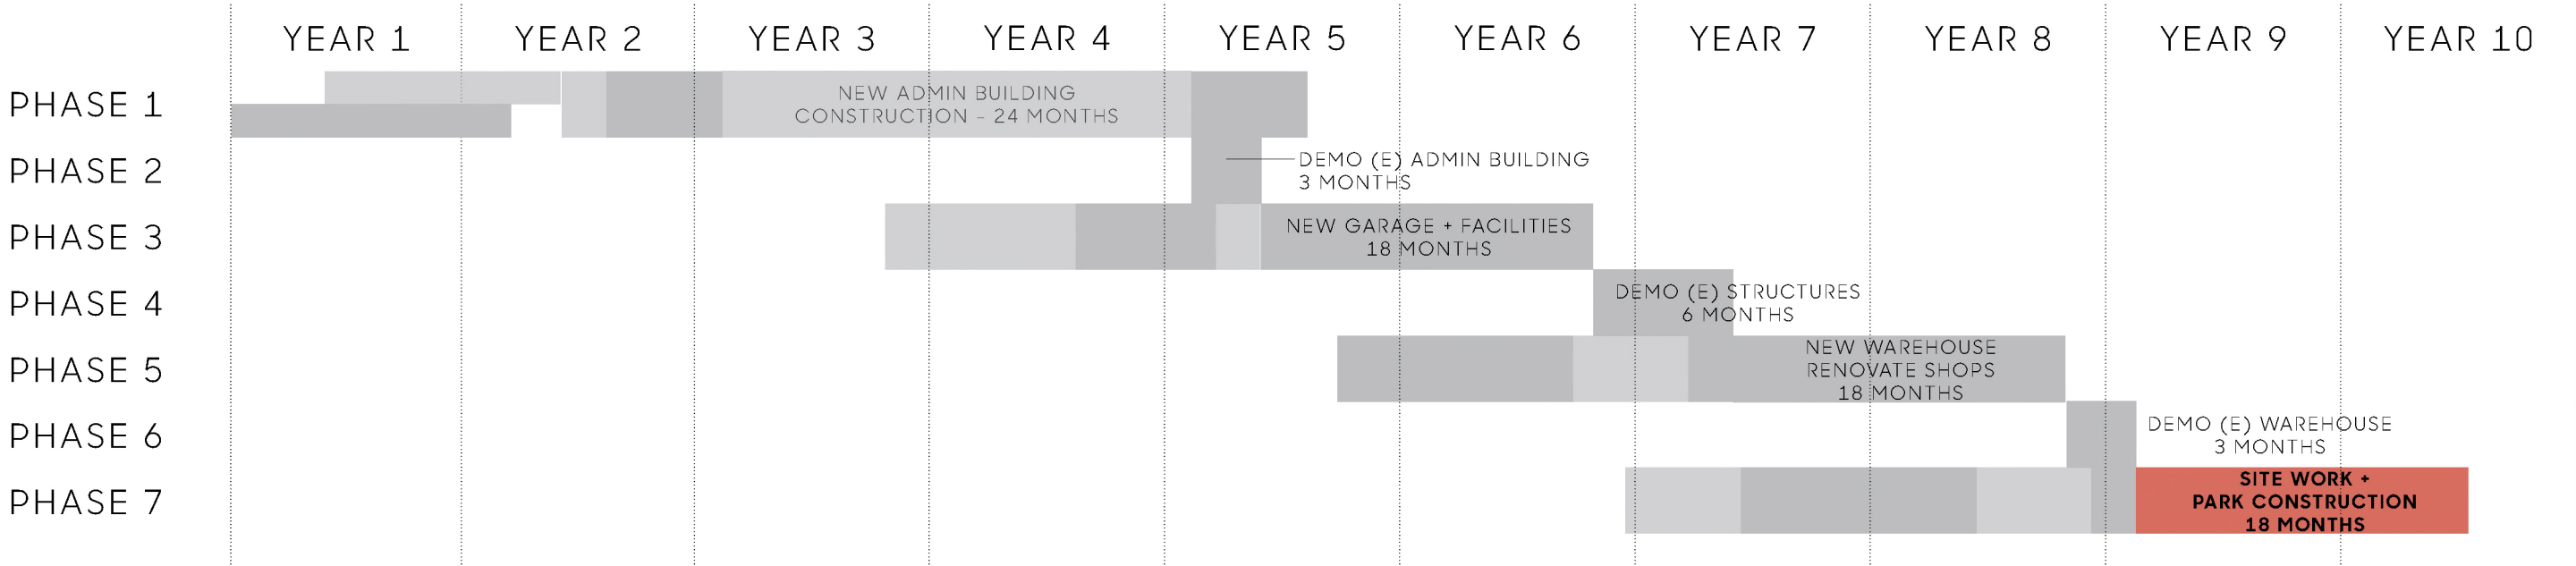 YEAR 1 YEAR 2 YEAR 3 YEAR 4 YEAR 5 YEAR 6 YEAR 7 YEAR 8 YEAR 9 YEAR 10
PHASE 1
NEW ADMIN BUILDING
CONSTRUCTION – 24 MONTHS
PHASE 2
DEMO (E) ADMIN BUILDING
3 MONTHS
PHASE 3
NEW GARAGE + FACILITIES
18 MONTHS
PHASE 4
DEMO (E) STRUCTURES
6 MONTHS
PHASE 5
NEW WAREHOUSE
RENOVATE SHOPS
18 MONTHS
PHASE 6
DEMO (E) WAREHOUSE
3 MONTHS
PHASE 7
SITE WORK +
PARK CONSTRUCTION
18 MONTHS